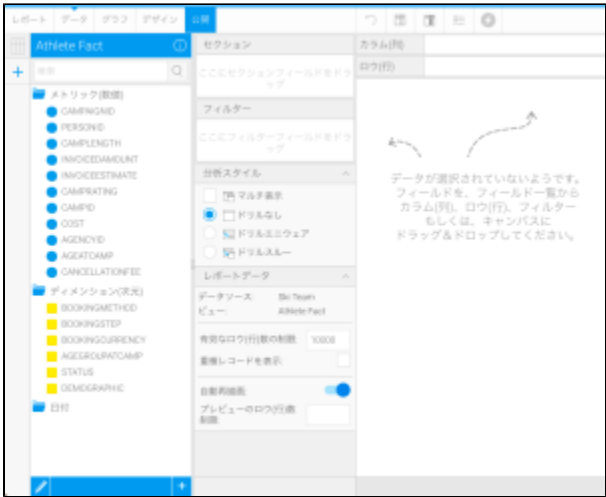 レポート データ グラフ デザイン 公開
Athlete Fact
検索
メトリック(数値)
CAMPAIGNID
PERSONID
CAMPLENGTH
INVOICEDAMOUNT
INVOICEESTIMATE
CAMPRATING
CAMPID
COST
AGENCYID
AGEATCAMP
CANCELLATIONFEE
ディメンション(次元)
BOOKINGMETHOD
BOOKINGSTEP
BOOKINGCURRENCY
AGEGROUPATCAMP
STATUS
DEMOGRAPHIC
日付
セクション
ここにセクションフィールドをドラ
ッグ
フィルター
ここにフィルターフィールドをドラ
ッグ
分析スタイル
マルチ表示
ドリルなし
ドリルエニウェア
ドリルスルー
レポートデータ
データソース: Ski Team
ビュー: Athlete Fact
有効なロウ(行)数の制限: 10000
重複レコードを表示:
自動再描画:
プレビューのロウ(行)数
制限:
カラム(列)
ロウ(行)
データが選択されていないようです。
フィールドを、フィールド一覧から
カラム(列)、ロウ(行)、フィルター
もしくは、キャンバスに
ドラッグ&ドロップしてください。